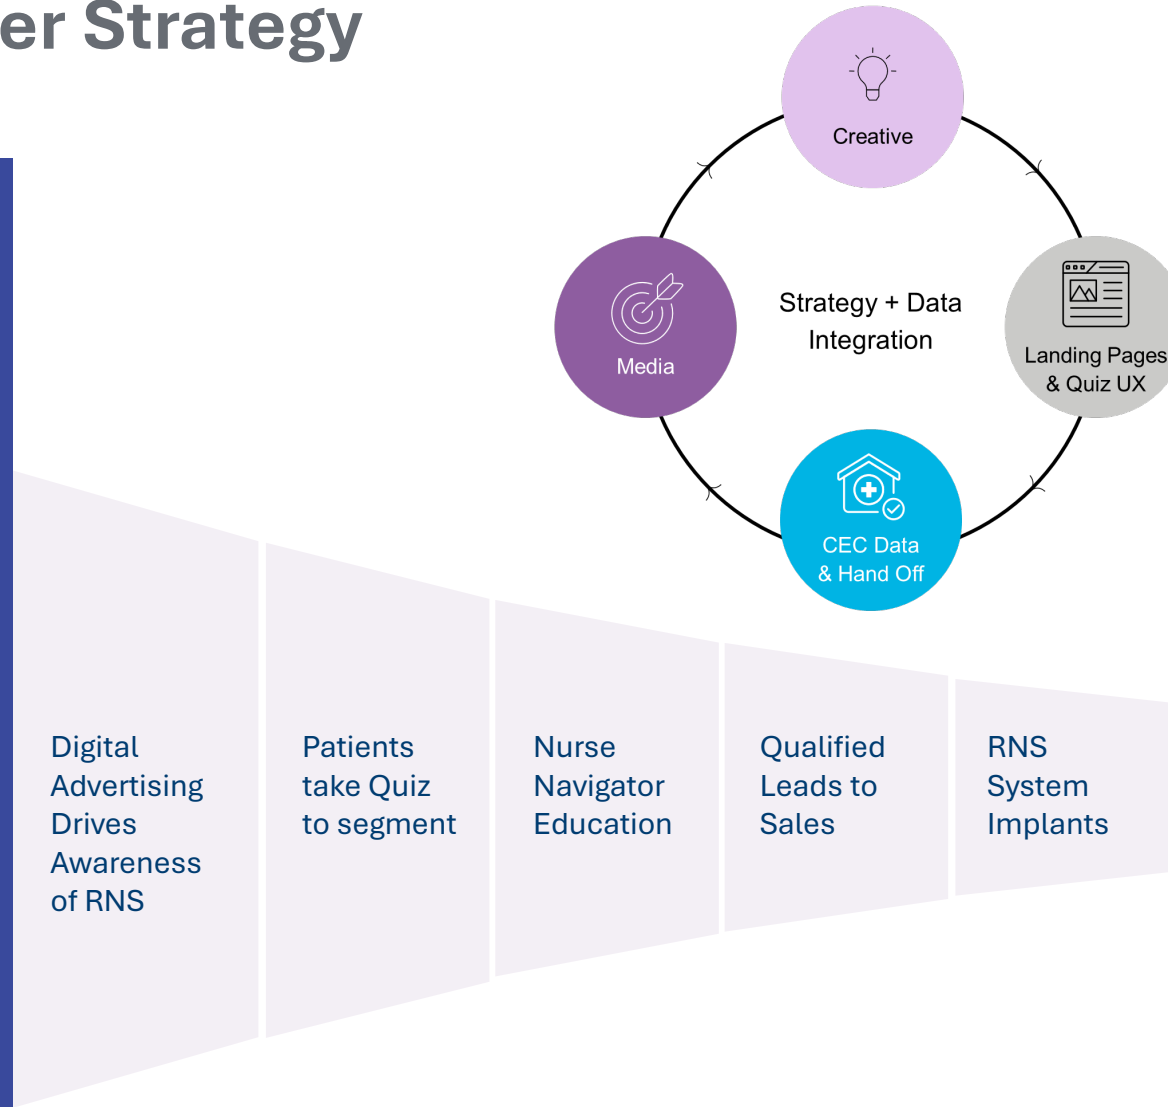 er Strategy
Creative
Media
Strategy + Data
Integration
Landing Pages
& Quiz UX
CEC Data
& Hand Off
Digital
Advertising
Drives
Awareness
of RNS
Patients
take Quiz
to segment
Nurse
Navigator
Education
Qualified
Leads to
Sales
RNS
System
Implants